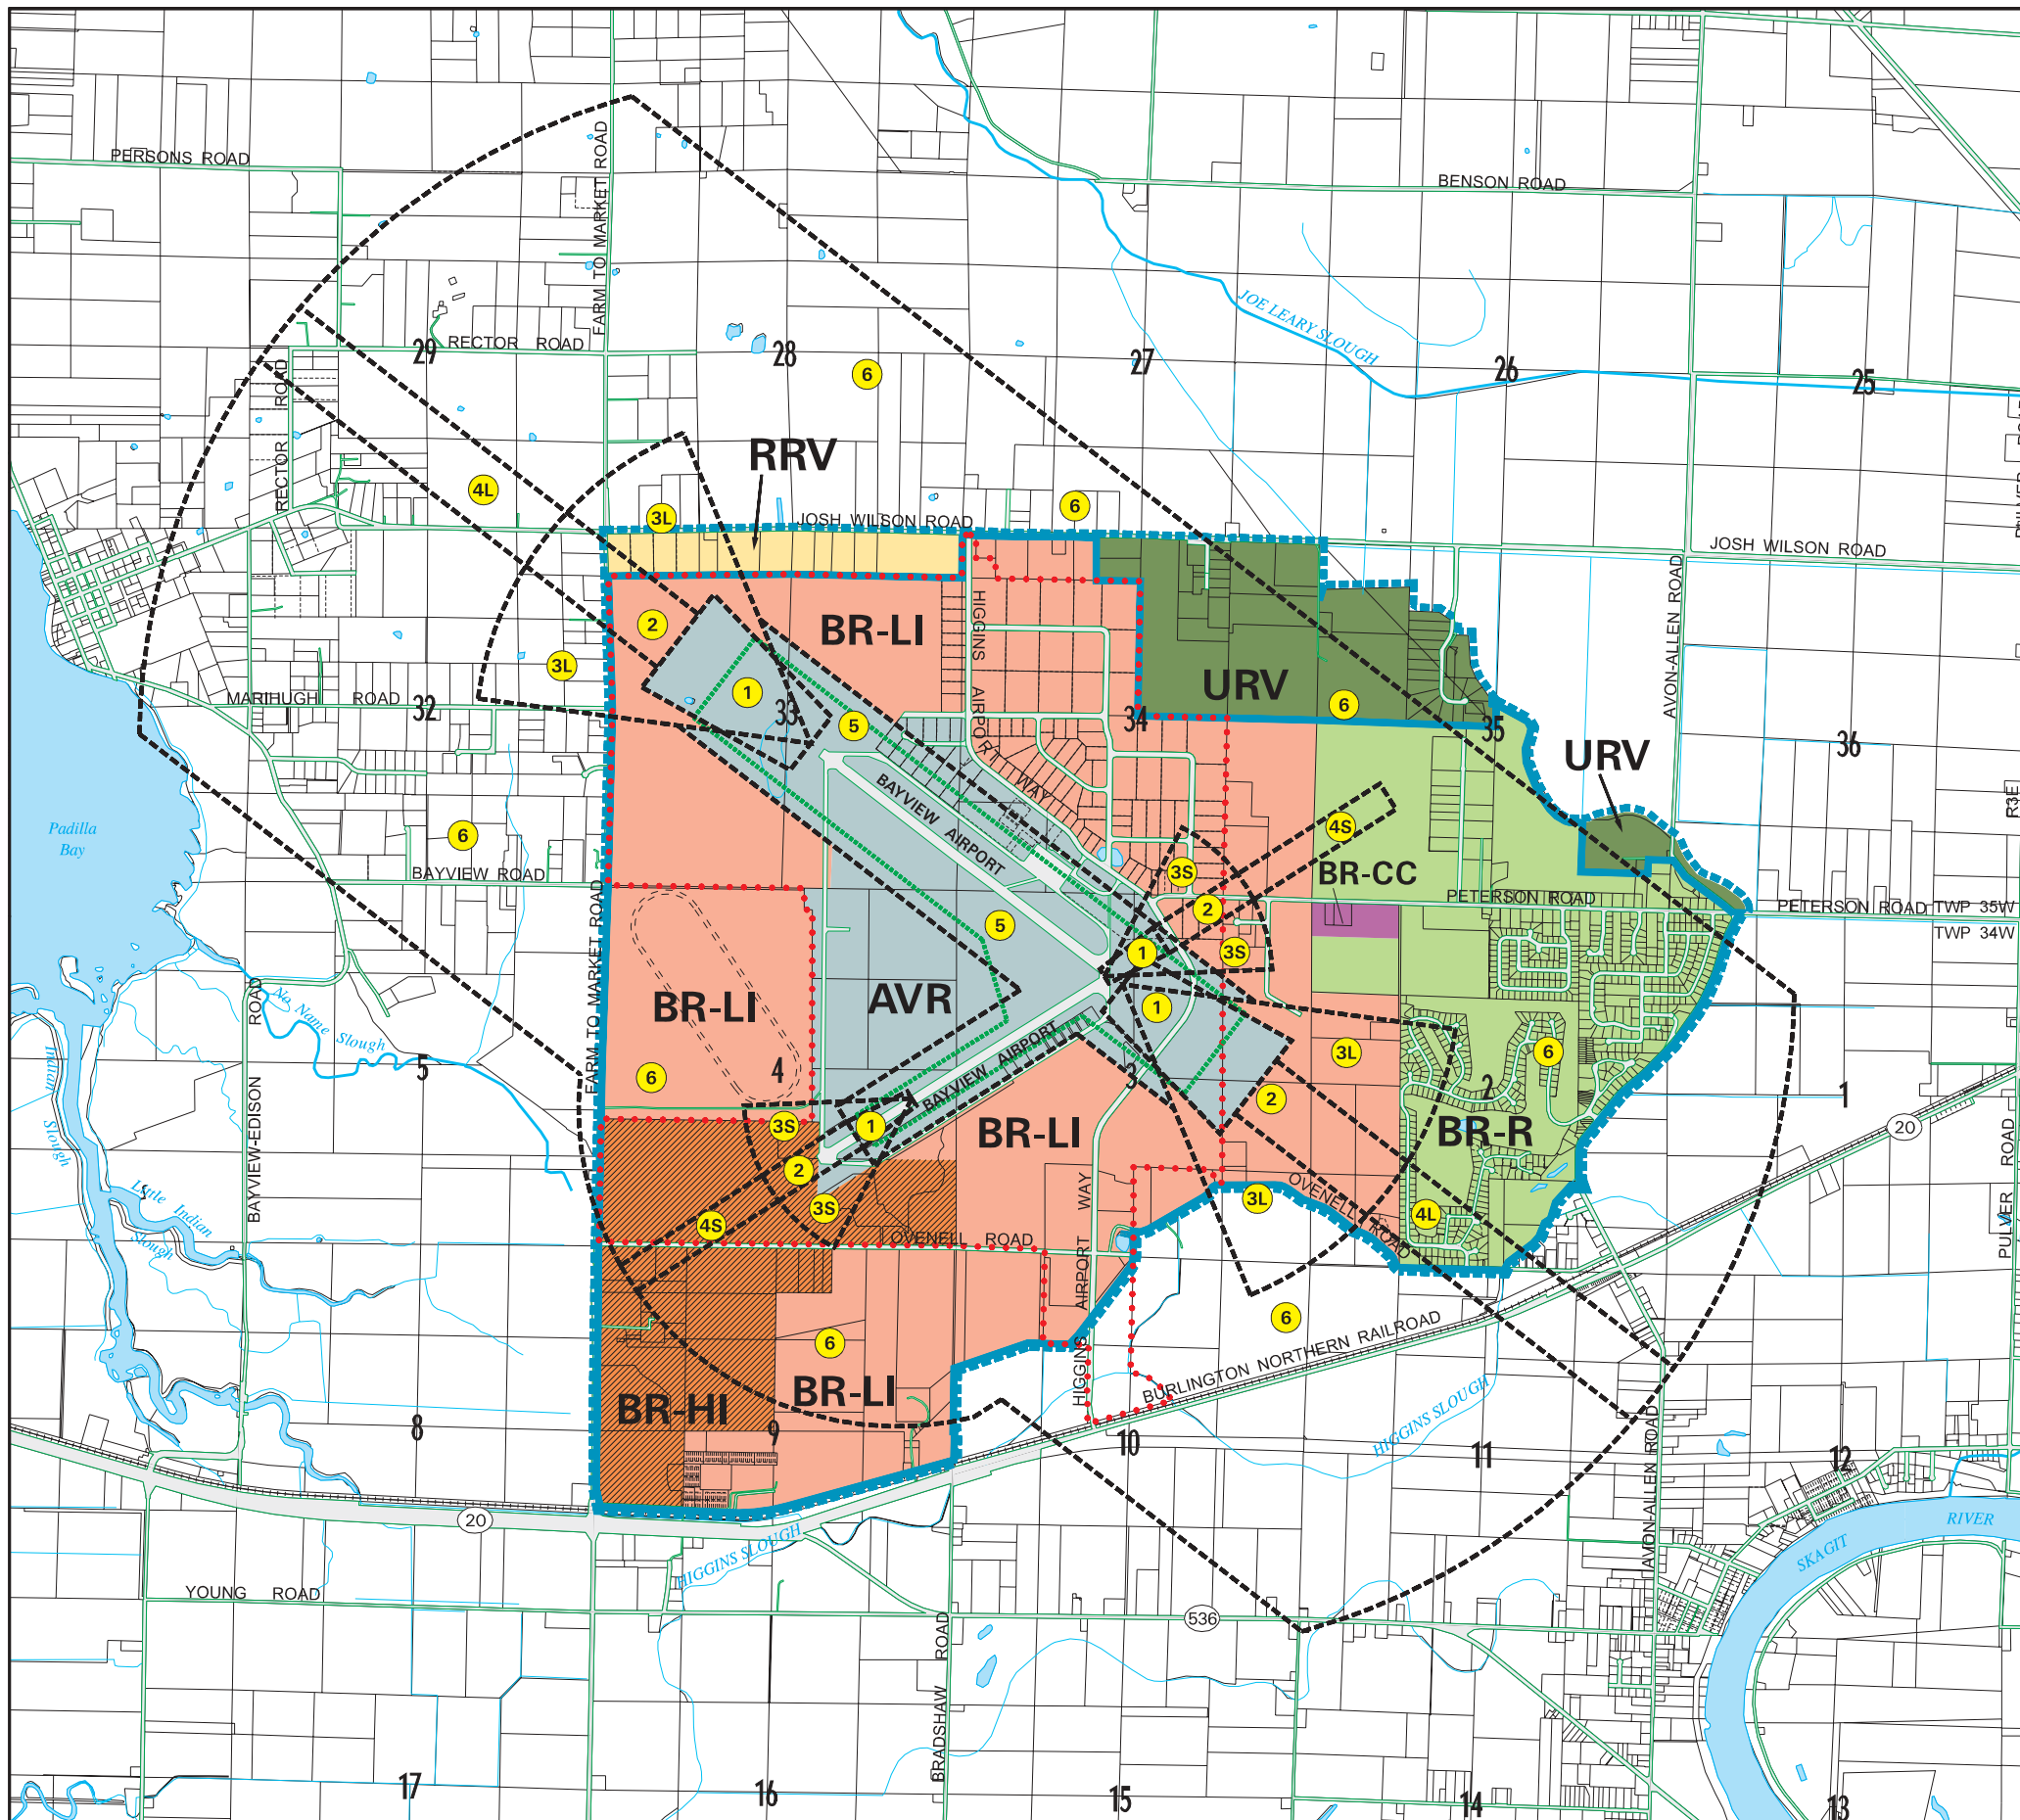 PERSONS ROAD
FARM TO MARKET ROAD
BENSON ROAD
JOE LEARY SLOUGH
29
RECTOR ROAD
28
27
26
25
6
RECTOR ROAD
RRV
4L
3L
JOSH WILSON ROAD
6
JOSH WILSON ROAD
AVON-ALLEN ROAD
2
BR-LI
HIGGINS AIRPORT WAY
3L
URV
1
6
MARIHUGH ROAD
32
33
34
35
36
5
URV
BAYVIEW AIRPORT
R3E
Padilla
Bay
6
4S
BAYVIEW ROAD
3S
BR-CC
PETERSON ROAD
PETERSON ROAD
TWP 35W
TWP 34W
2
5
3S
1
FARM TO MARKET ROAD
No Name Slough
BR-LI
AVR
1
BAYVIEW AIRPORT
3L
6
5
6
4
3
2
1
2
Indian Slough
BAYVIEW-EDISON ROAD
3S
1
BR-LI
BR-R
20
PULVER ROAD
2
Little Indian
Slough
3S
4S
3L
4L
OVENELL ROAD
OVENELL ROAD
HIGGINS AIRPORT WAY
6
6
BURLINGTON NORTHERN RAILROAD
BR-HI
BR-LI
HIGGINS SLOUGH
8
9
10
11
12
AVON-ALLEN ROAD
20
HIGGINS SLOUGH
SKAGIT RIVER
YOUNG ROAD
536
BRADSHAW ROAD
17
16
15
14
13